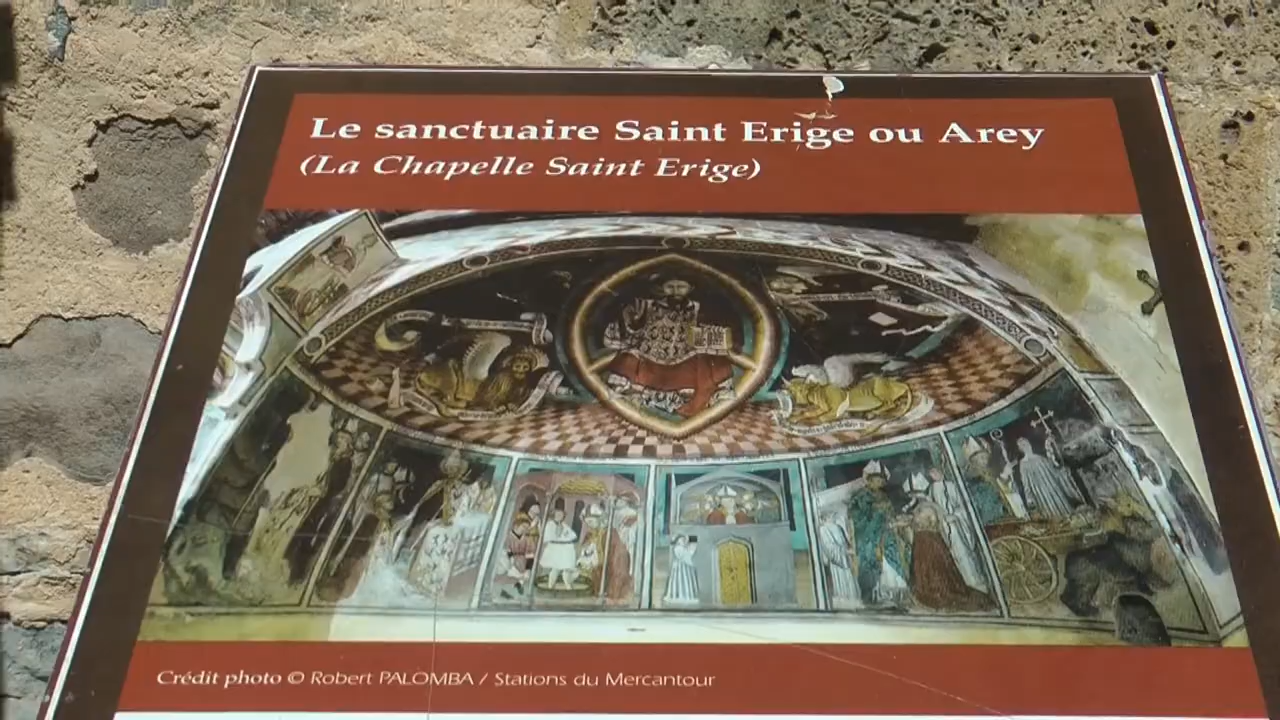 Le sanctuaire Saint Erige ou Arey
(La Chapelle Saint Erige)
Crédit photo © Robert PALOMBA / Stations du Mercantour